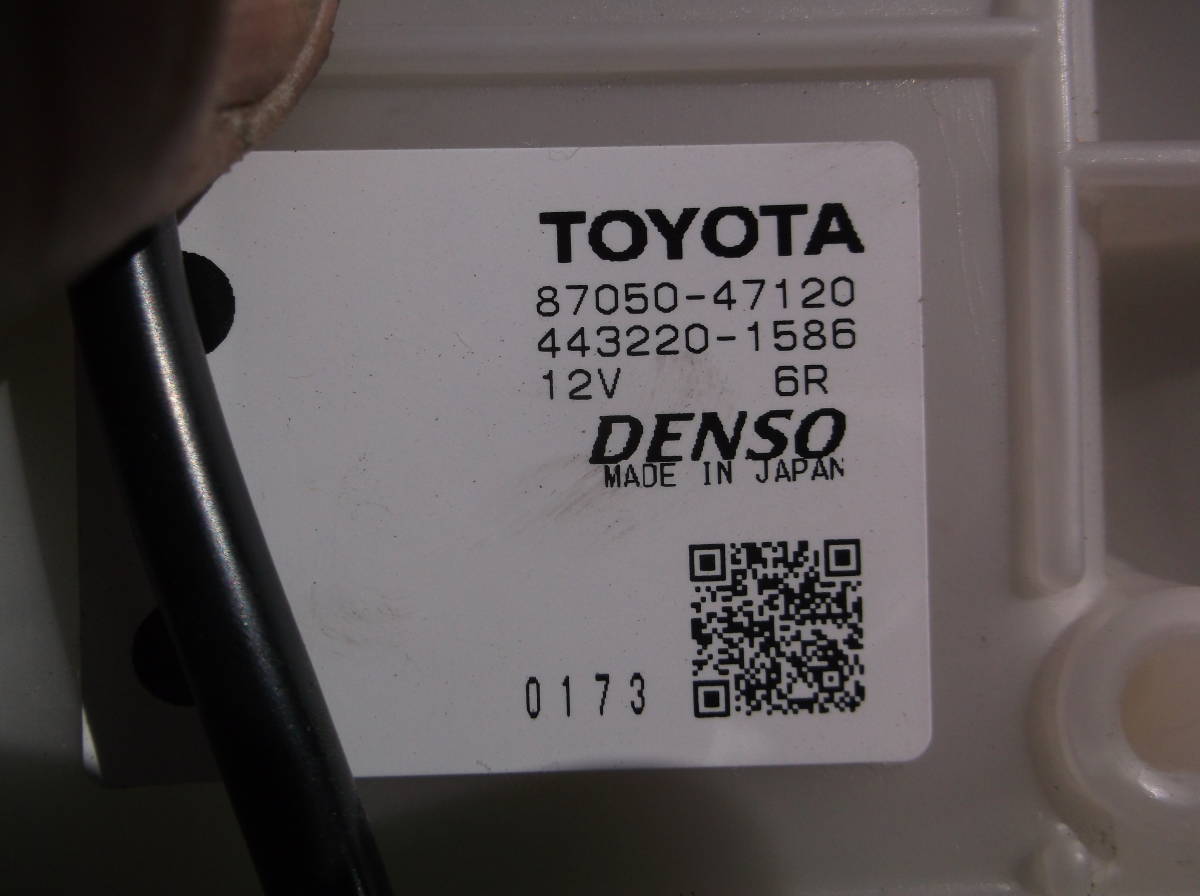 TOYOTA
87050-47120
443220-1586
12V 6R
DENSO
MADE IN JAPAN
0173